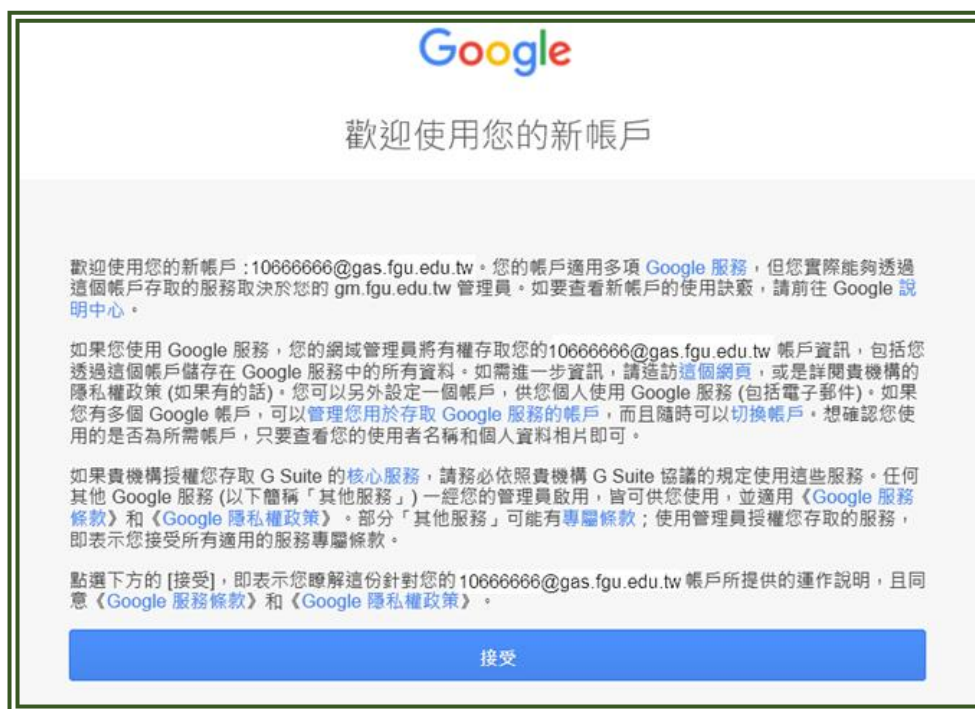 Google
歡迎使用您的新帳戶
歡迎使用您的新帳戶 :10666666@gas.fgu.edu.tw。您的帳戶適用多項 Google 服務，但您實際能夠透過
這個帳戶存取的服務取決於您的 gm.fgu.edu.tw 管理員。如要查看新帳戶的使用訣竅，請前往 Google 說
明中心。
如果您使用 Google 服務，您的網域管理員將有權存取您的10666666@gas.fgu.edu.tw 帳戶資訊，包括您
透過這個帳戶儲存在 Google 服務中的所有資料。如需進一步資訊，請造訪這個網頁，或是詳閱貴機構的
隱私權政策 (如果有的話)。您可以另外設定一個帳戶，供您個人使用 Google 服務 (包括電子郵件)。如果
您有多個 Google 帳戶，可以管理您用於存取 Google 服務的帳戶，而且隨時可以切換帳戶。想確認您使
用的是否為所需帳戶，只要查看您的使用者名稱和個人資料相片即可。
如果貴機構授權您存取 G Suite 的核心服務，請務必依照貴機構 G Suite 協議的規定使用這些服務。任何
其他 Google 服務 (以下簡稱「其他服務」) 一經您的管理員啟用，皆可供您使用，並適用《Google 服務
條款》和《Google 隱私權政策》。部分「其他服務」可能有專屬條款；使用管理員授權您存取的服務，
即表示您接受所有適用的服務專屬條款。
點選下方的 [接受]，即表示您瞭解這份針對您的10666666@gas.fgu.edu.tw 帳戶所提供的運作說明，且同
意《Google 服務條款》和《Google 隱私權政策》。
接受